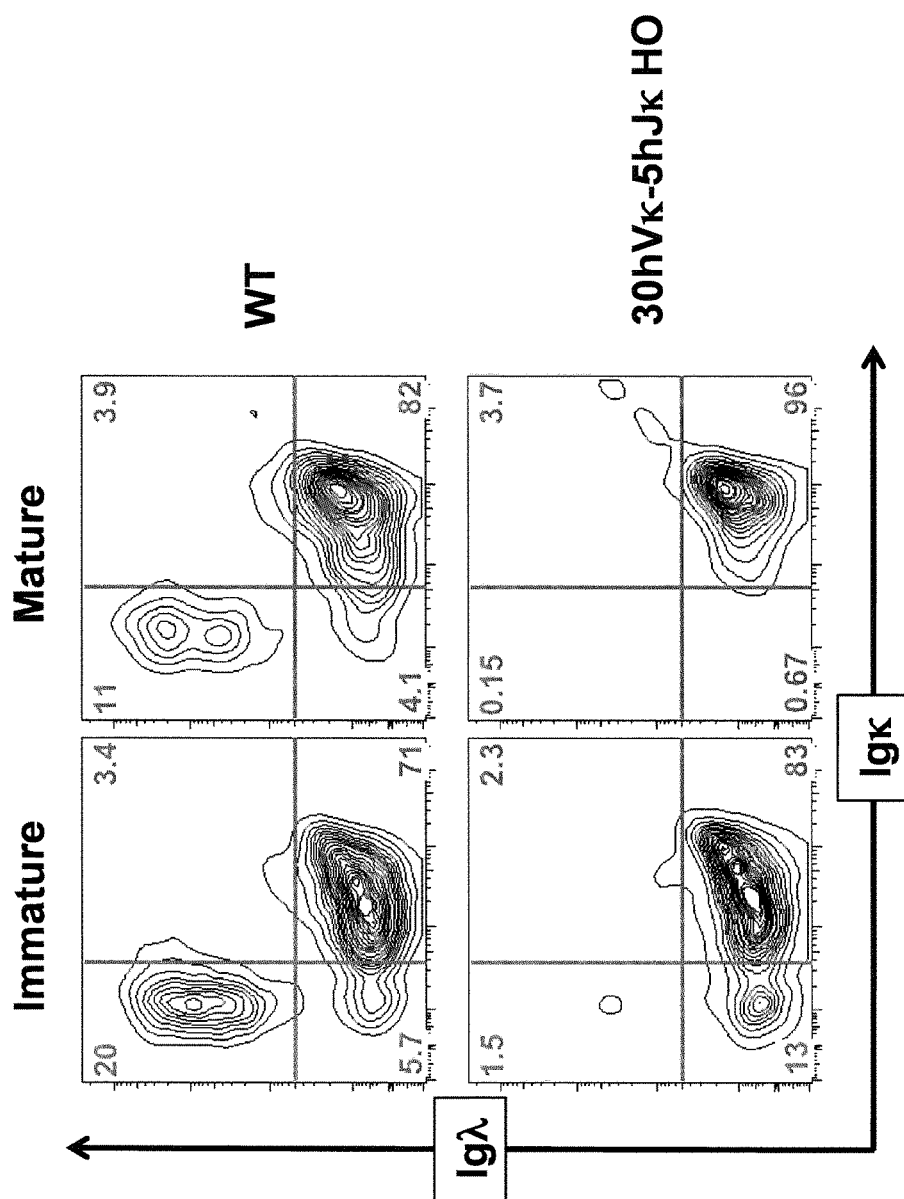 Immature
Mature
20
3.4
11
3.9
5.7
71
4.1
82
WT
1.5
2.3
0.15
3.7
13
83
0.67
96
30hVκ-5hJκ HO
Igλ
Igκ